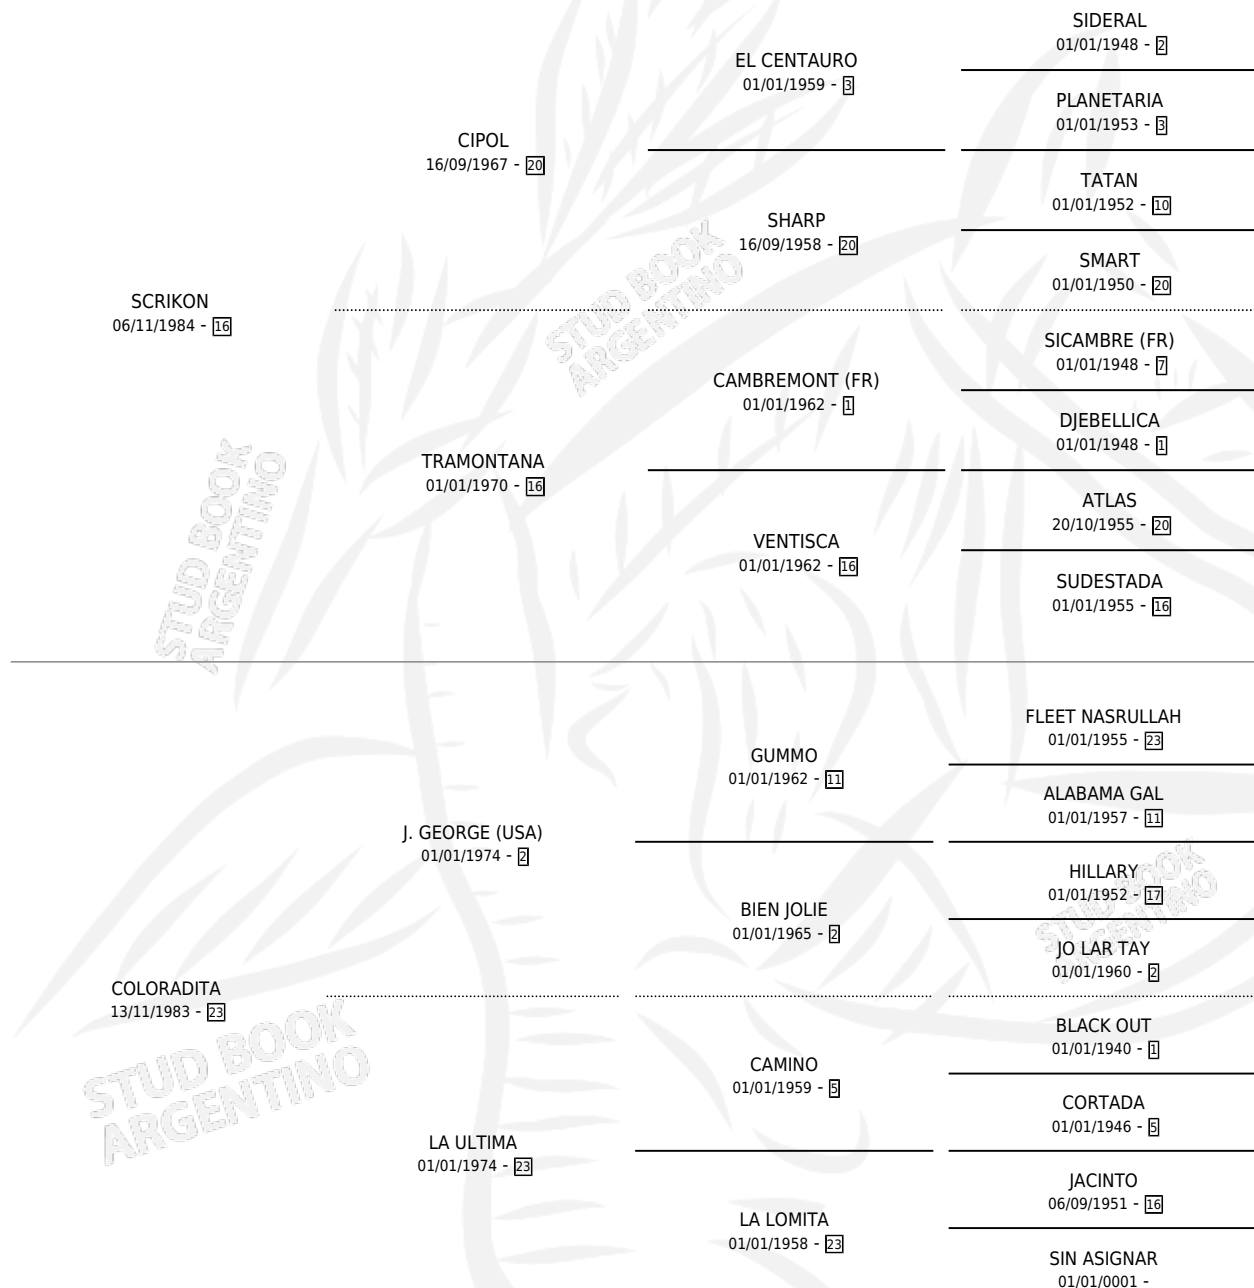 SIDERAL
01/01/1948 - 2
EL CENTAURO
01/01/1959 - 3
PLANETARIA
01/01/1953 - 3
CIPOL
16/09/1967 - 20
TATAN
01/01/1952 - 10
SHARP
16/09/1958 - 20
SMART
01/01/1950 - 20
SCRIKON
06/11/1984 - 16
STUD BOOK
ARGENTINO
SICAMBRE (FR)
01/01/1948 - 7
CAMBREMONT (FR)
01/01/1962 - 1
DJEBELLICA
01/01/1948 - 1
TRAMONTANA
01/01/1970 - 16
ATLAS
20/10/1955 - 20
VENTISCA
01/01/1962 - 16
SUDESTADA
01/01/1955 - 16
STUD BOOK
ARGENTINO
FLEET NASRULLAH
01/01/1955 - 23
GUMMO
01/01/1962 - 11
ALABAMA GAL
01/01/1957 - 11
J. GEORGE (USA)
01/01/1974 - 2
HILLARY
01/01/1952 - 17
STUD BOOK
ARGENTINO
BIEN JOLIE
01/01/1965 - 2
JO LAR TAY
01/01/1960 - 2
COLORADITA
13/11/1983 - 23
STUD BOOK
ARGENTINO
BLACK OUT
01/01/1940 - 1
CAMINO
01/01/1959 - 5
CORTADA
01/01/1946 - 5
LA ULTIMA
01/01/1974 - 23
JACINTO
06/09/1951 - 16
LA LOMITA
01/01/1958 - 23
SIN ASIGNAR
01/01/0001 -